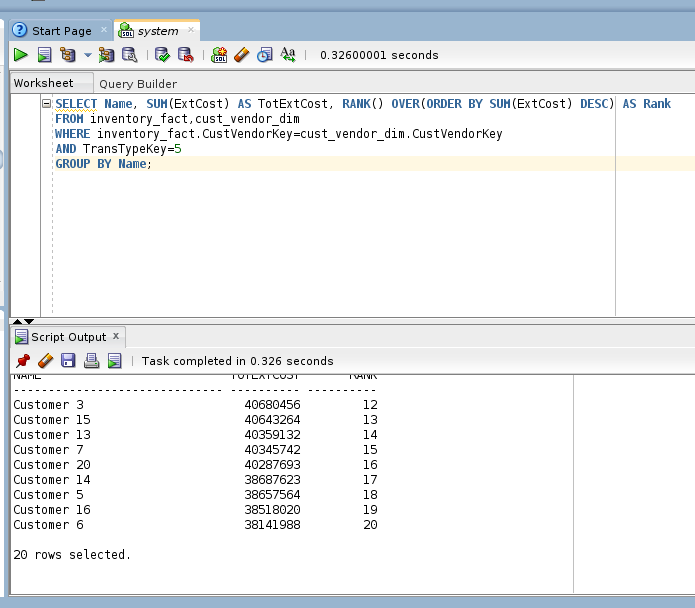 Start Page
system
0.32600001 seconds
Worksheet
Query Builder
SELECT Name, SUM(ExtCost) AS TotExtCost, RANK() OVER(ORDER BY SUM(ExtCost) DESC) AS Rank
FROM inventory_fact,cust_vendor_dim
WHERE inventory_fact.CustVendorKey=cust_vendor_dim.CustVendorKey
AND TransTypeKey=5
GROUP BY Name;
Script Output
Task completed in 0.326 seconds
NAME TOTEXTCOST RANK
------------------------------ ---------- ----------
Customer 3 40680456 12
Customer 15 40643264 13
Customer 13 40359132 14
Customer 7 40345742 15
Customer 20 40287693 16
Customer 14 38687623 17
Customer 5 38657564 18
Customer 16 38518020 19
Customer 6 38141988 20
20 rows selected.